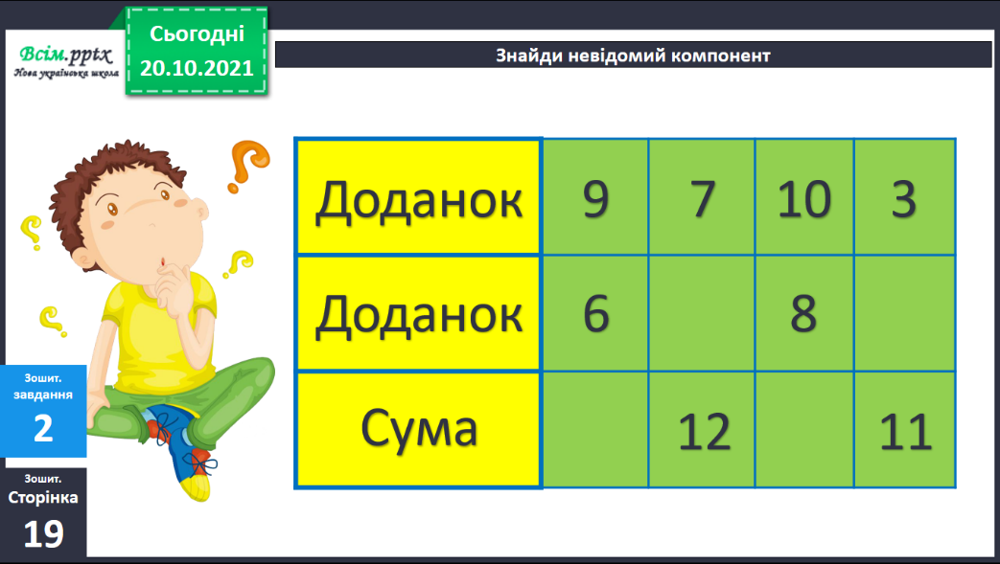 Всім.pptx
Нова українська школа
Сьогодні
20.10.2021
Знайди невідомий компонент
Доданок 9 7 10 3
Доданок 6 8
Сума 12 11
Зошит.
завдання
2
Зошит.
Сторінка
19